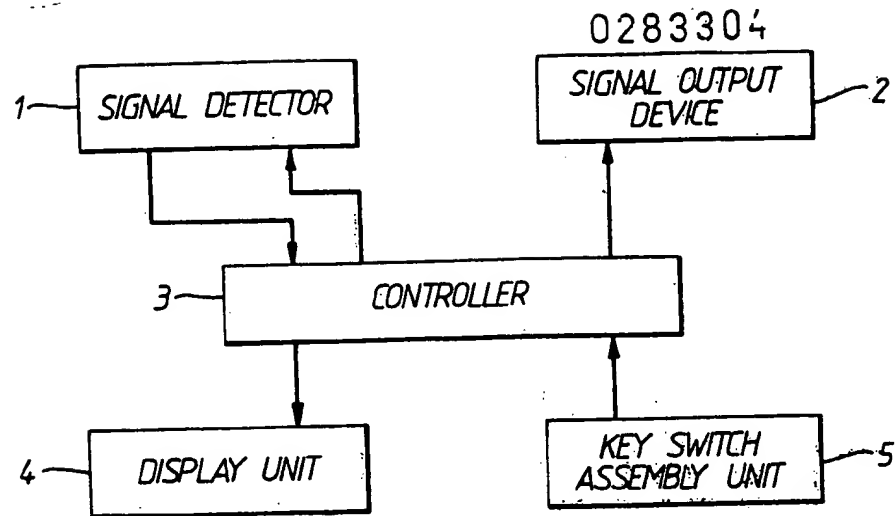 0283304
1
SIGNAL DETECTOR
SIGNAL OUTPUT
DEVICE
2
3
CONTROLLER
4
DISPLAY UNIT
KEY SWITCH
ASSEMBLY UNIT
5